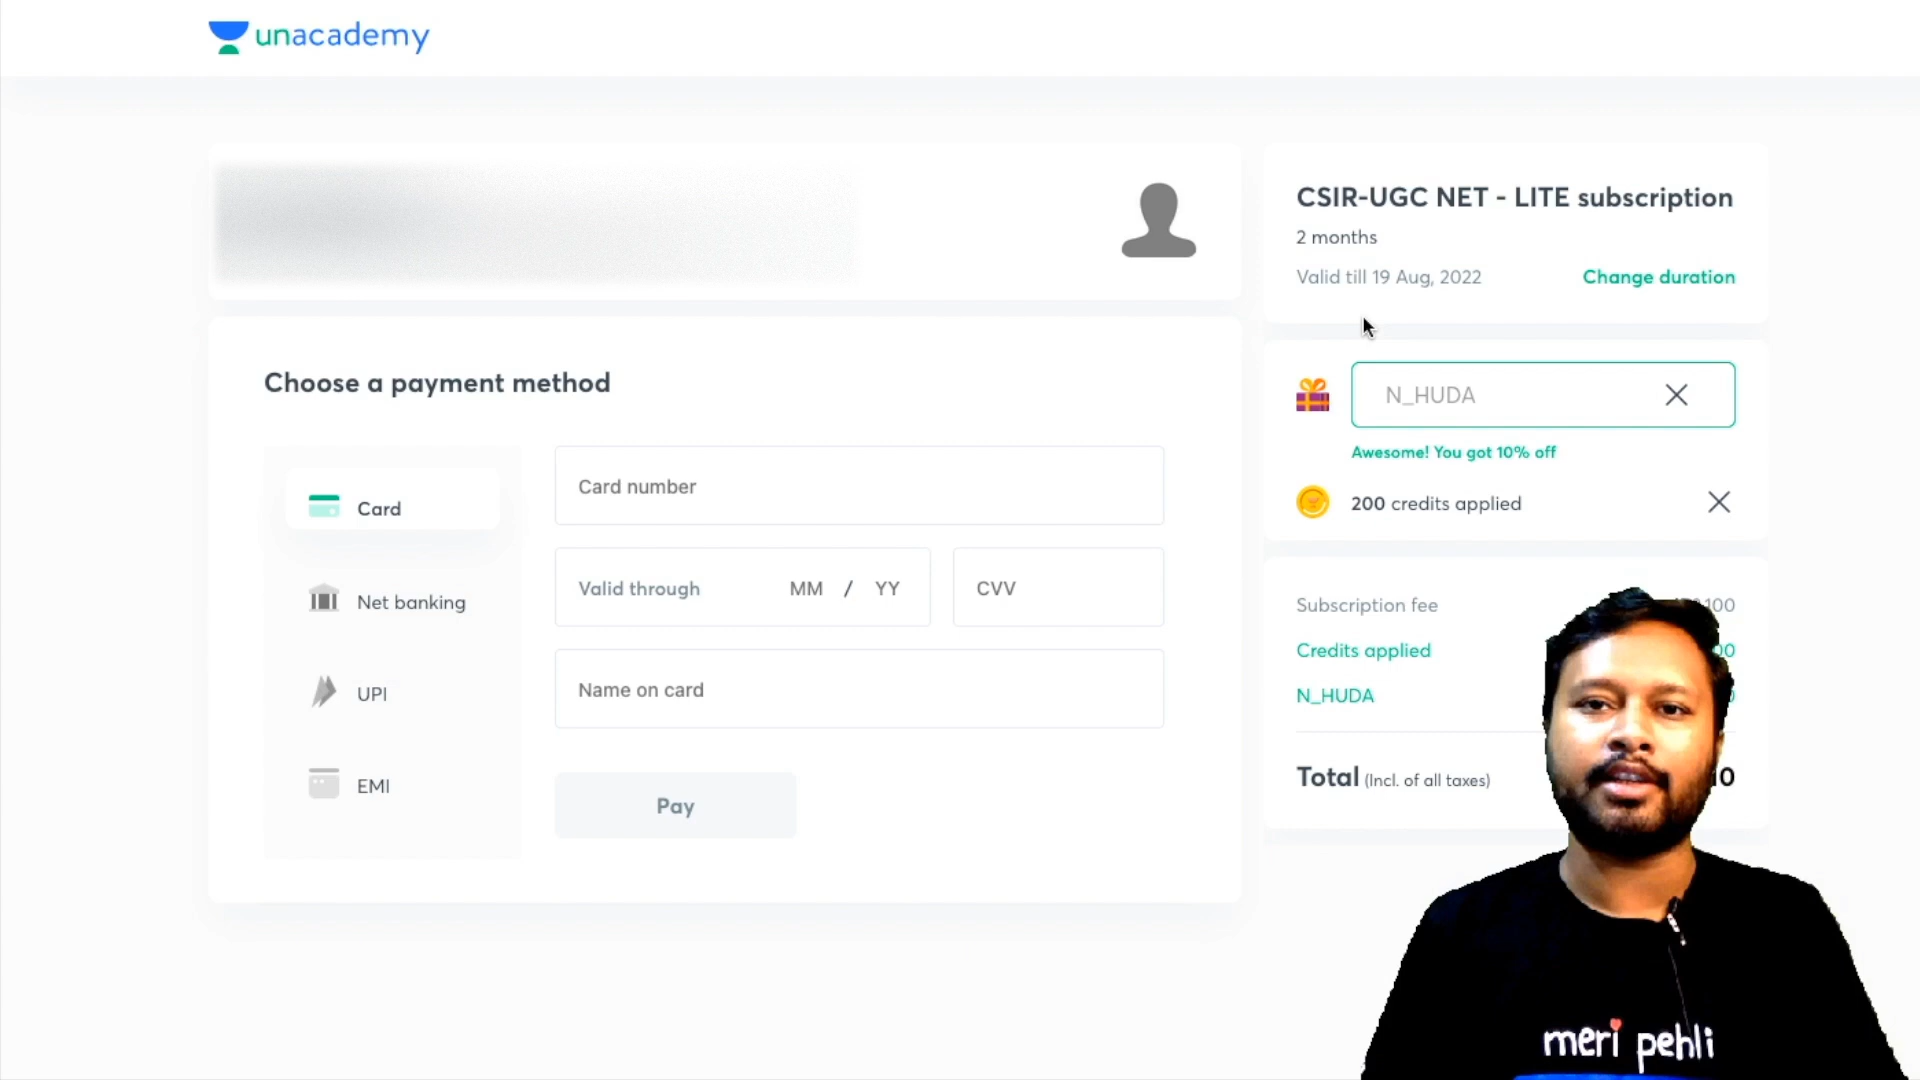 unacademy
CSIR-UGC NET - LITE subscription
2 months
Valid till 19 Aug, 2022
Change duration
N_HUDA
Awesome! You got 10% off
200 credits applied
Choose a payment method
Card
Net banking
UPI
EMI
Card number
Valid through MM / YY
CVV
Name on card
Pay
Subscription fee
Credits applied
N_HUDA
Total (Incl. of all taxes)
meri pehli